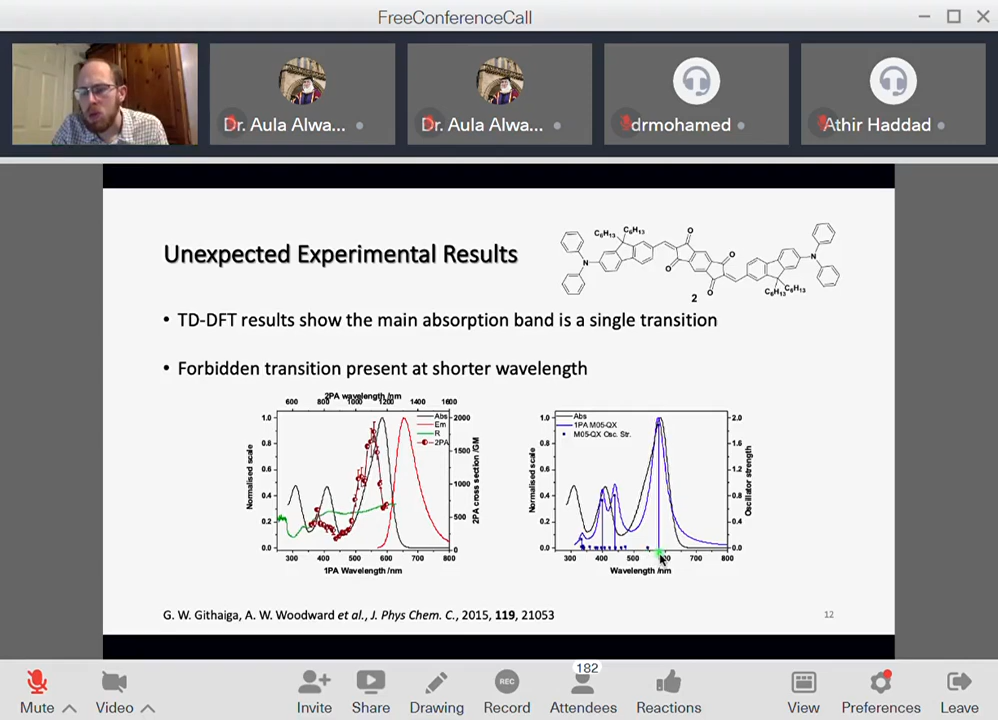 FreeConferenceCall
Dr. Aula Alwa...
Dr. Aula Alwa...
drmohamed
Athir Haddad
Unexpected Experimental Results
C₆H₁₃ C₆H₁₃
N
O
O
O
O
N
C₆H₁₃ C₆H₁₃
2
• TD-DFT results show the main absorption band is a single transition
• Forbidden transition present at shorter wavelength
2PA wavelength /nm
600 800 1000 1200 1400 1600
Abs
Em
R
2PA
1.0
0.8
0.6
0.4
0.2
0.0
Normalised scale
2000
1500
1000
500
0
2PA cross section /GM
300 400 500 600 700 800
1PA Wavelength /nm
Abs
1PA M05-QX
M05-QX Osc. Str.
1.0
0.8
0.6
0.4
0.2
0.0
Normalised scale
2.0
1.6
1.2
0.8
0.4
0.0
Oscillator strength
300 400 500 600 700 800
Wavelength /nm
G. W. Githaiga, A. W. Woodward et al., J. Phys Chem. C., 2015, 119, 21053
12
182
REC
Mute
Video
Invite
Share
Drawing
Record
Attendees
Reactions
View
Preferences
Leave